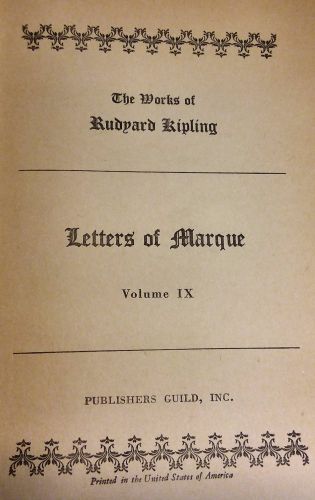 The Works of
Rudyard Kipling
Letters of Marque
Volume IX
PUBLISHERS GUILD, INC.
Printed in the United States of America